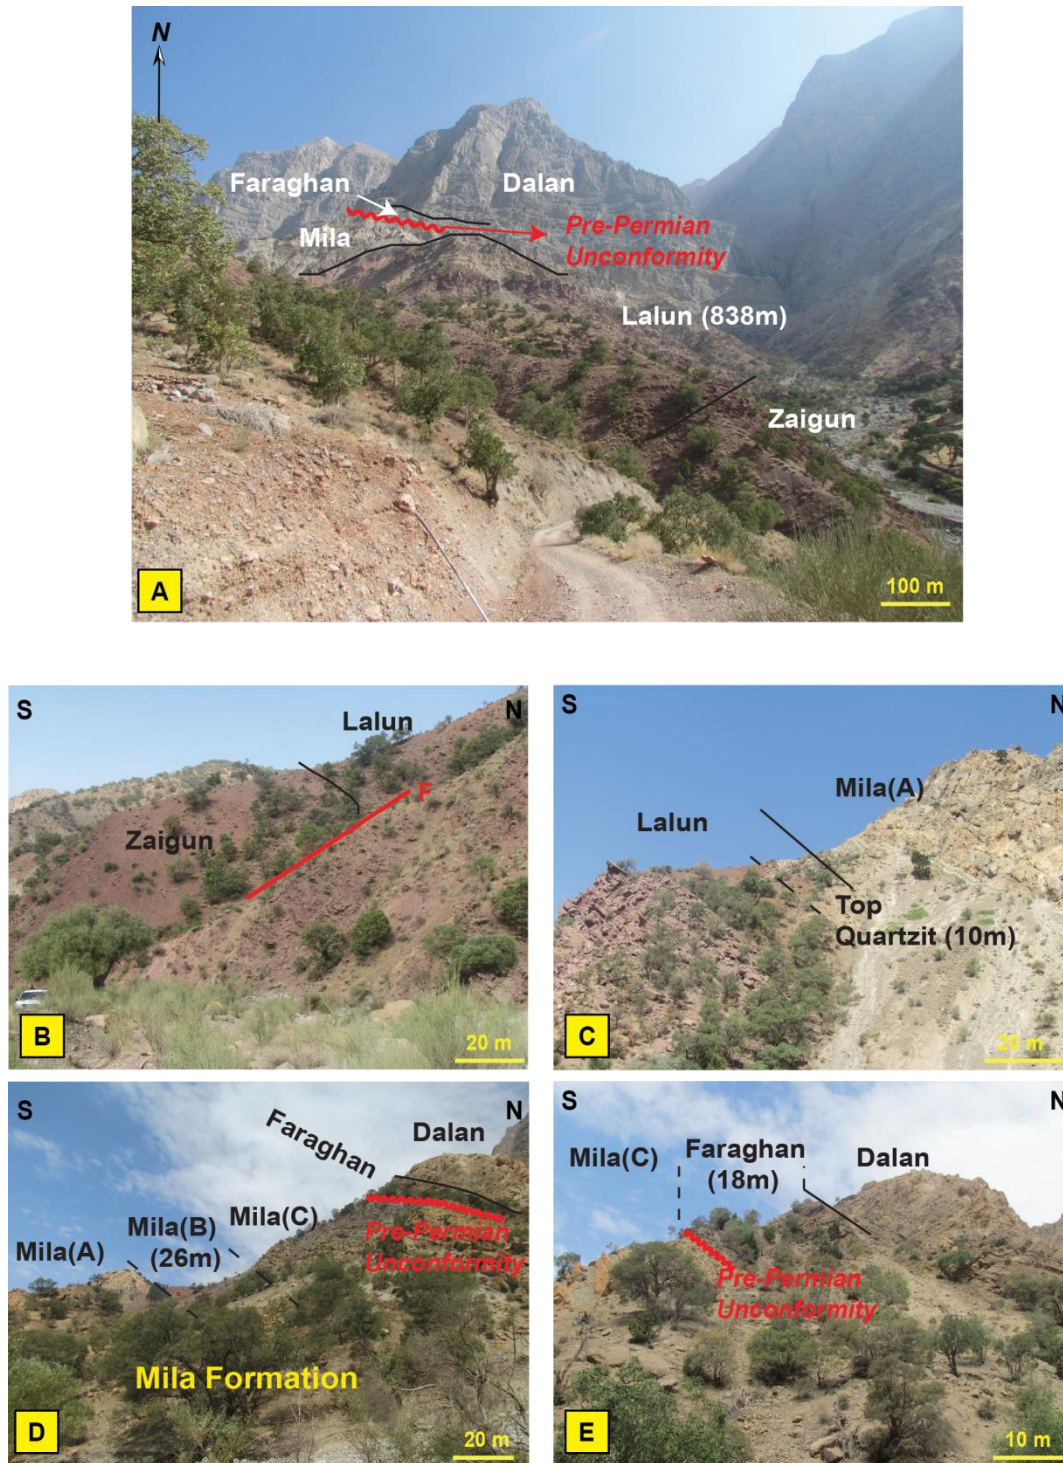 N
Faraghan
Dalan
Mila
Pre-Permian
Unconformity
Lalun (838m)
Zaigun
A
100 m
S
N
Lalun
F
Zaigun
B
20 m
S
N
Mila(A)
Lalun
Top
Quartzit (10m)
C
20 m
S
N
Faraghan
Dalan
Mila(C)
Mila(B)
(26m)
Mila(A)
Pre-Permian
Unconformity
Mila Formation
D
20 m
S
N
Mila(C)
Faraghan
(18m)
Dalan
Pre-Permian
Unconformity
E
10 m